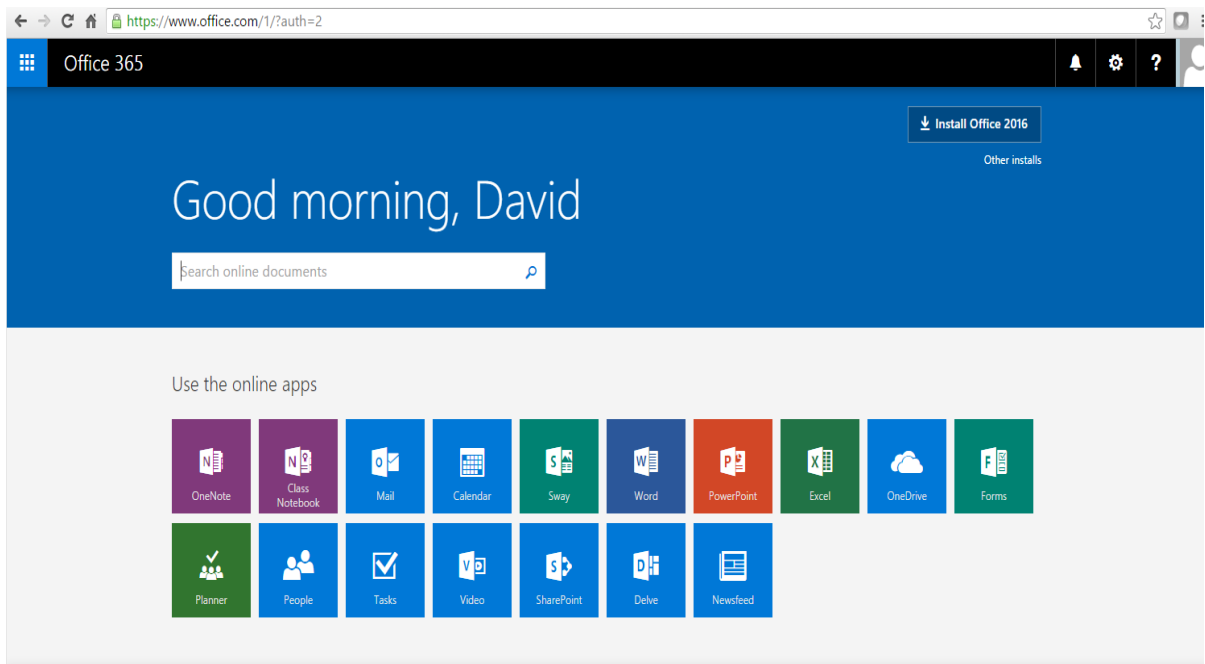 https://www.office.com/1/?auth=2
Office 365
?
Install Office 2016
Other installs
Good morning, David
Search online documents
Use the online apps
N
OneNote
N
Class
Notebook
o
Mail
Calendar
S
Sway
W
Word
P
PowerPoint
X
Excel
OneDrive
F
Forms
Planner
People
Tasks
V
Video
S
SharePoint
D
Delve
Newsfeed